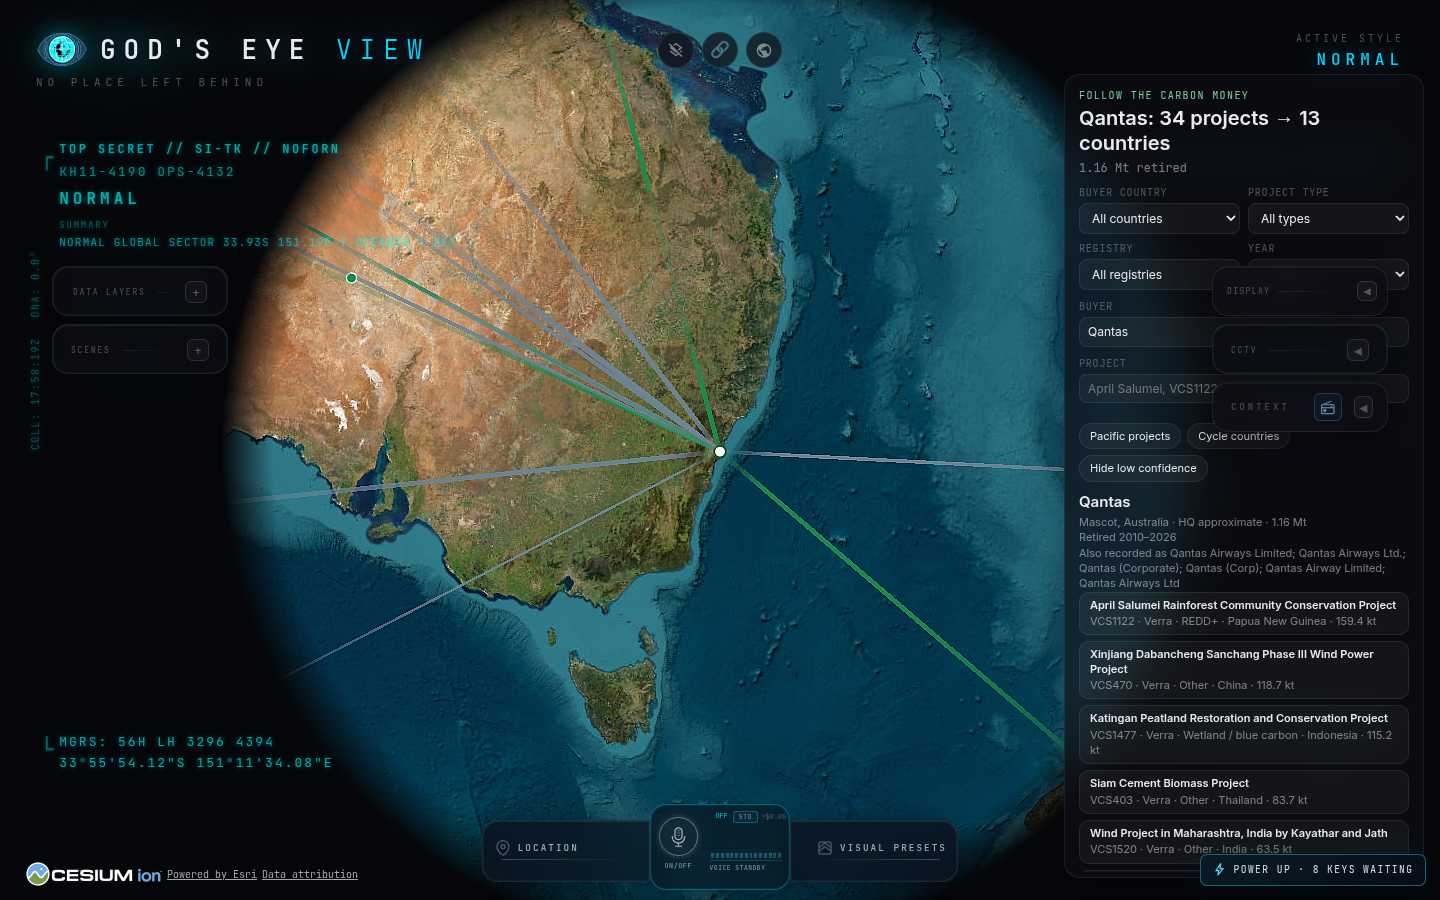 GOD'S EYE VIEW
NO PLACE LEFT BEHIND
ACTIVE STYLE
NORMAL
TOP SECRET // SI-TK // NOFORN
KH11-4190 OPS-4132
NORMAL
SUMMARY
NORMAL GLOBAL SECTOR 33.93S 151.19E
COLL: 17:58:19Z ONA: 0.0°
DATA LAYERS +
SCENES +
MGRS: 56H LH 3296 4394
33°55'54.12"S 151°11'34.08"E
CESIUM ion Powered by Esri Data attribution
LOCATION
OFF STD ~$0.00
ON/OFF
VOICE STANDBY
VISUAL PRESETS
FOLLOW THE CARBON MONEY
Qantas: 34 projects → 13
countries
1.16 Mt retired
BUYER COUNTRY PROJECT TYPE
All countries All types
REGISTRY YEAR
All registries
DISPLAY
BUYER
Qantas
CCTV
PROJECT
April Salumei, VCS1122
CONTEXT
Pacific projects Cycle countries
Hide low confidence
Qantas
Mascot, Australia · HQ approximate · 1.16 Mt
Retired 2010–2026
Also recorded as Qantas Airways Limited; Qantas Airways Ltd.;
Qantas (Corporate); Qantas (Corp); Qantas Airway Limited;
Qantas Airways Ltd
April Salumei Rainforest Community Conservation Project
VCS1122 · Verra · REDD+ · Papua New Guinea · 159.4 kt
Xinjiang Dabancheng Sanchang Phase III Wind Power
Project
VCS470 · Verra · Other · China · 118.7 kt
Katingan Peatland Restoration and Conservation Project
VCS1477 · Verra · Wetland / blue carbon · Indonesia · 115.2
kt
Siam Cement Biomass Project
VCS403 · Verra · Other · Thailand · 83.7 kt
Wind Project in Maharashtra, India by Kayathar and Jath
VCS1520 · Verra · Other · India · 63.5 kt
POWER UP · 8 KEYS WAITING